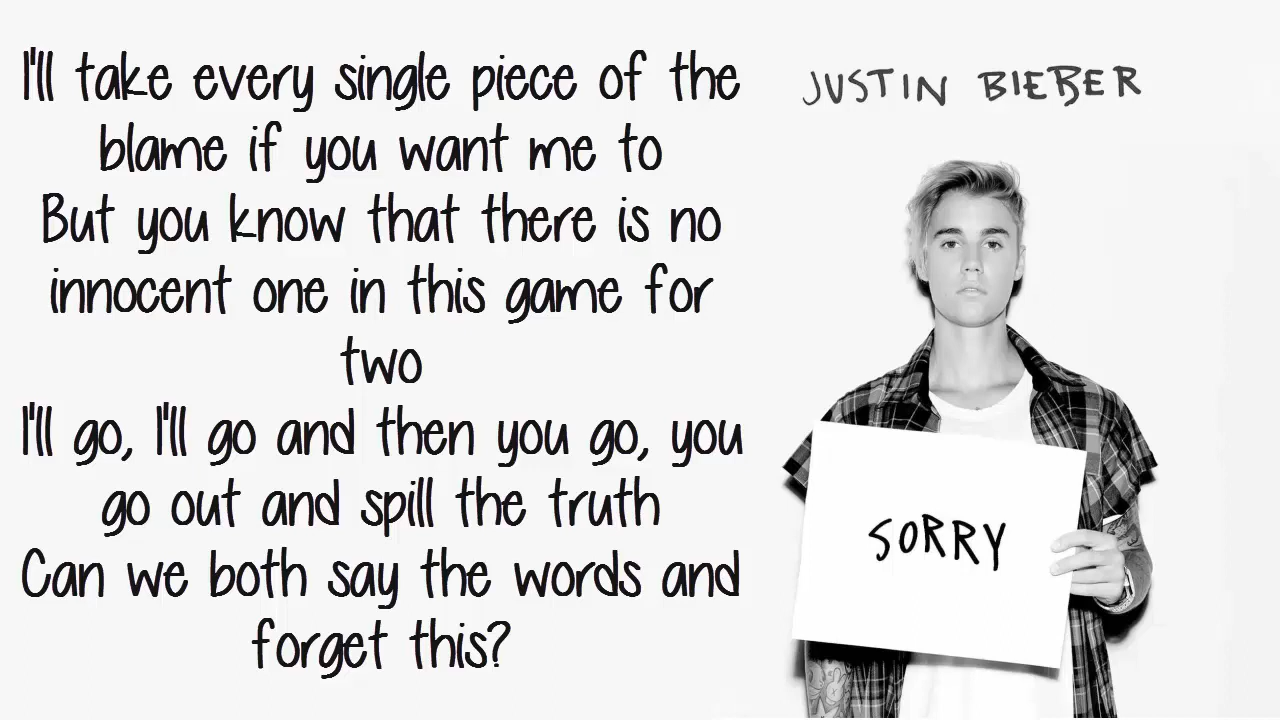 I'll take every single piece of the
blame if you want me to
But you know that there is no
innocent one in this game for
two
I'll go, I'll go and then you go, you
go out and spill the truth
Can we both say the words and
forget this?
JUSTIN BIEBER
SORRY